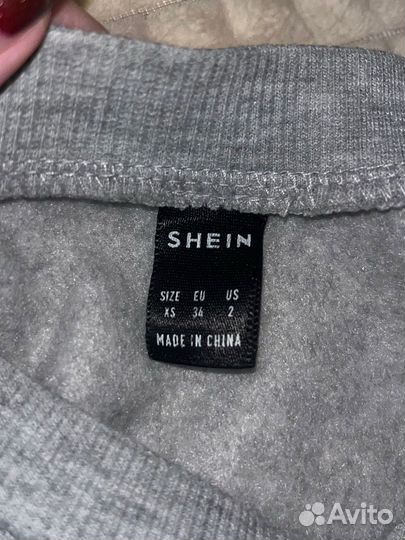 SHEIN
SIZE EU US
XS 34 2
MADE IN CHINA
Avito